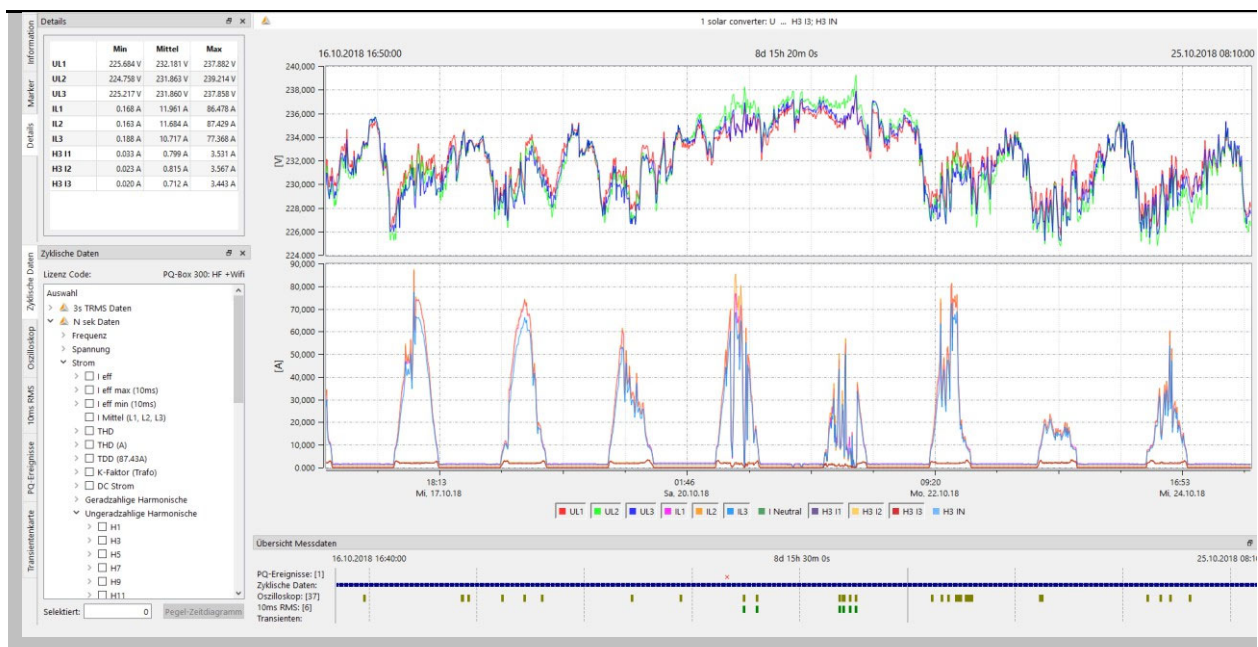 Details
1 solar converter: U ... H3 I3; H3 IN
Information
Marker
Details
Min Mittel Max
UL1 225.684 V 232.181 V 237.882 V
UL2 224.758 V 231.863 V 239.214 V
UL3 225.217 V 231.860 V 237.858 V
IL1 0.168 A 11.961 A 86.478 A
IL2 0.163 A 11.684 A 87.429 A
IL3 0.188 A 10.717 A 77.368 A
H3 I1 0.033 A 0.799 A 3.531 A
H3 I2 0.023 A 0.815 A 3.567 A
H3 I3 0.020 A 0.712 A 3.443 A
Zyklische Daten
Lizenz Code: PQ-Box 300: HF +Wifi
Auswahl
3s TRMS Daten
N sek Daten
Frequenz
Spannung
Strom
I eff
I eff max (10ms)
I eff min (10ms)
I Mittel (L1, L2, L3)
THD
THD (A)
TDD (87.43A)
K-Faktor (Trafo)
DC Strom
Geradzahlige Harmonische
Ungeradzahlige Harmonische
H1
H3
H5
H7
H9
H11
Selektiert: 0 Pegel-Zeitdiagramm
Zyklische Daten
Oszilloskop
10ms RMS
PQ-Ereignisse
Transientenkarte
16.10.2018 16:50:00 8d 15h 20m 0s 25.10.2018 08:10:00
240,000
238,000
236,000
234,000
232,000
230,000
228,000
226,000
224.000
[V]
90,000
80,000
70,000
60,000
50,000
40,000
30,000
20,000
10,000
0.000
[A]
18:13 01:46 09:20 16:53
Mi, 17.10.18 Sa, 20.10.18 Mo, 22.10.18 Mi, 24.10.18
UL1 UL2 UL3 IL1 IL2 IL3 I Neutral H3 I1 H3 I2 H3 I3 H3 IN
Übersicht Messdaten
16.10.2018 16:40:00 8d 15h 30m 0s
PQ-Ereignisse: [1]
Zyklische Daten:
Oszilloskop: [37]
10ms RMS: [6]
Transienten: